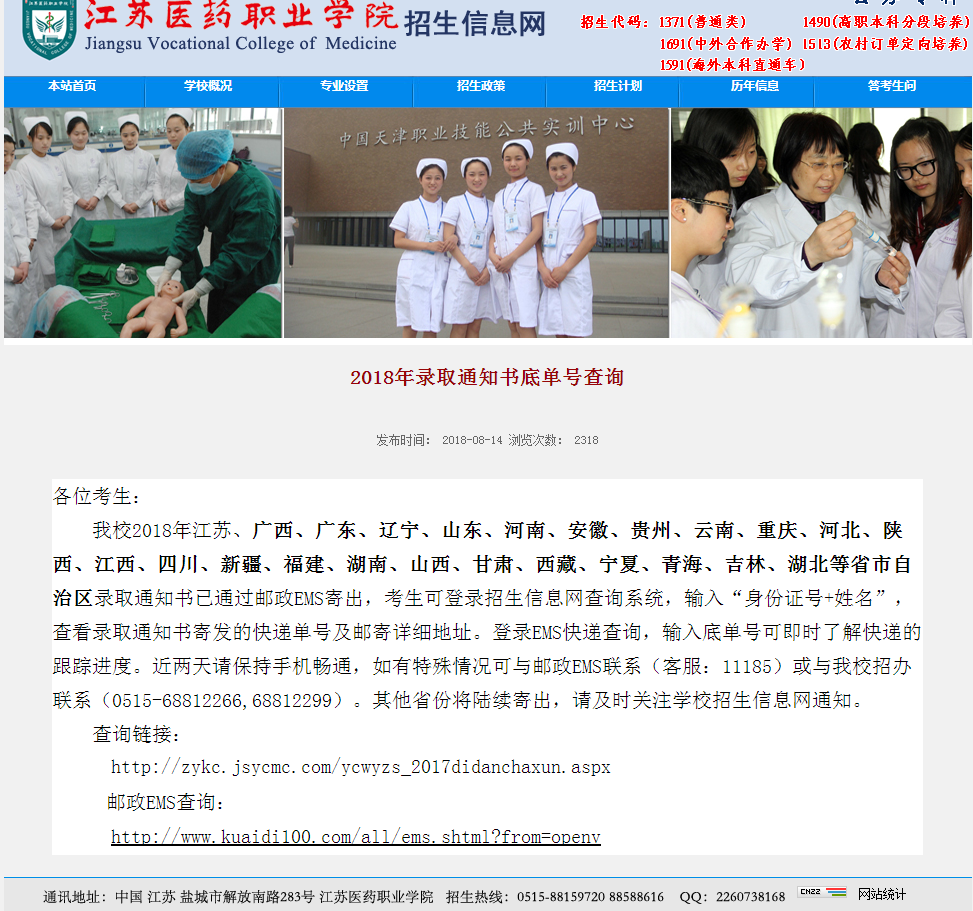 江苏医药职业学院 招生信息网
Jiangsu Vocational College of Medicine
招生代码: 1371(普通类) 1490(高职本科分段培养)
1691(中外合作办学) 1513(农村订单定向培养)
1591(海外本科直通车)
本站首页 学校概况 专业设置 招生政策 招生计划 历年信息 答考生问
中国天津职业技能公共实训中心
2018年录取通知书底单号查询
发布时间: 2018-08-14 浏览次数: 2318
各位考生:
我校2018年江苏、广西、广东、辽宁、山东、河南、安徽、贵州、云南、重庆、河北、陕
西、江西、四川、新疆、福建、湖南、山西、甘肃、西藏、宁夏、青海、吉林、湖北等省市自
治区录取通知书已通过邮政EMS寄出，考生可登录招生信息网查询系统，输入“身份证号+姓名”，
查看录取通知书寄发的快递单号及邮寄详细地址。登录EMS快递查询，输入底单号可即时了解快递的
跟踪进度。近两天请保持手机畅通，如有特殊情况可与邮政EMS联系（客服：11185）或与我校招办
联系（0515-68812266,68812299）。其他省份将陆续寄出，请及时关注学校招生信息网通知。
查询链接：
http://zykc.jsycmc.com/ycwyzs_2017didanchaxun.aspx
邮政EMS查询：
http://www.kuaidi100.com/all/ems.shtml?from=openv
通讯地址：中国 江苏 盐城市解放南路283号 江苏医药职业学院 招生热线：0515-88159720 88588616 QQ：2260738168 CNZZ 网站统计